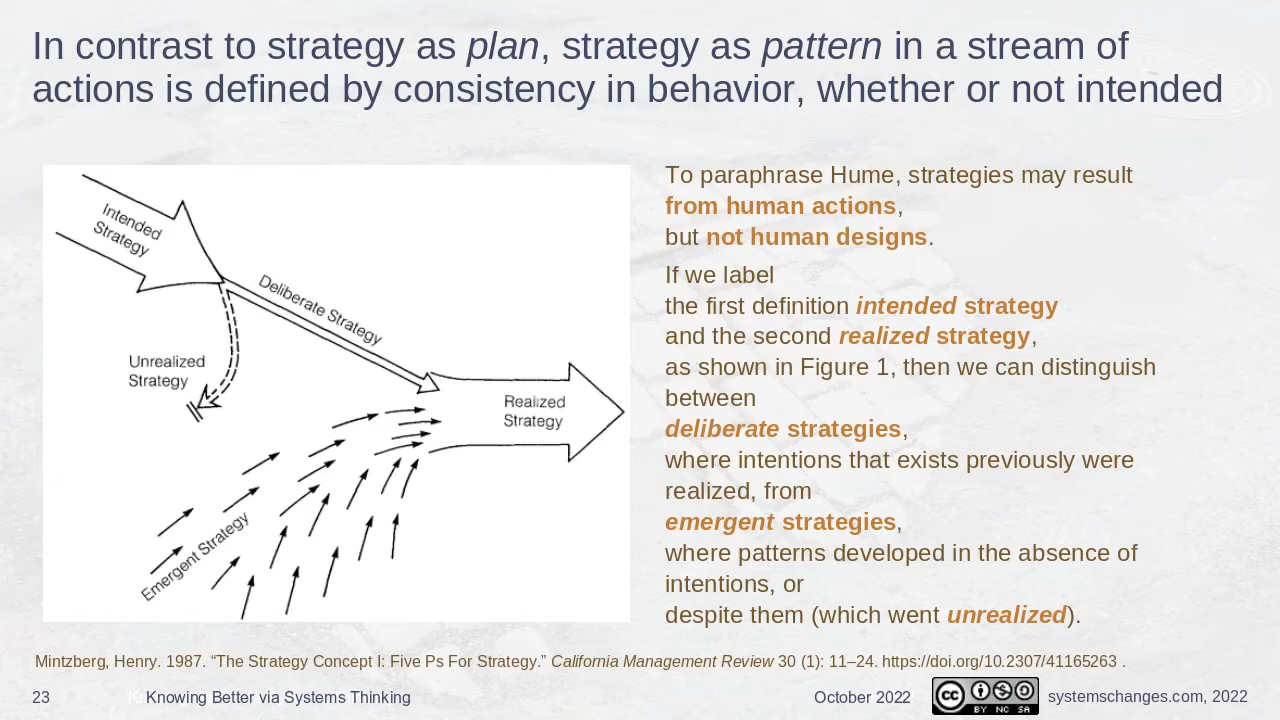 In contrast to strategy as plan, strategy as pattern in a stream of
actions is defined by consistency in behavior, whether or not intended
Intended
Strategy
Deliberate Strategy
Unrealized
Strategy
Realized
Strategy
Emergent Strategy
To paraphrase Hume, strategies may result
from human actions,
but not human designs.
If we label
the first definition intended strategy
and the second realized strategy,
as shown in Figure 1, then we can distinguish
between
deliberate strategies,
where intentions that exists previously were
realized, from
emergent strategies,
where patterns developed in the absence of
intentions, or
despite them (which went unrealized).
Mintzberg, Henry. 1987. “The Strategy Concept I: Five Ps For Strategy.” California Management Review 30 (1): 11–24. https://doi.org/10.2307/41165263 .
23
Knowing Better via Systems Thinking
October 2022
cc
BY NC SA
systemschanges.com, 2022